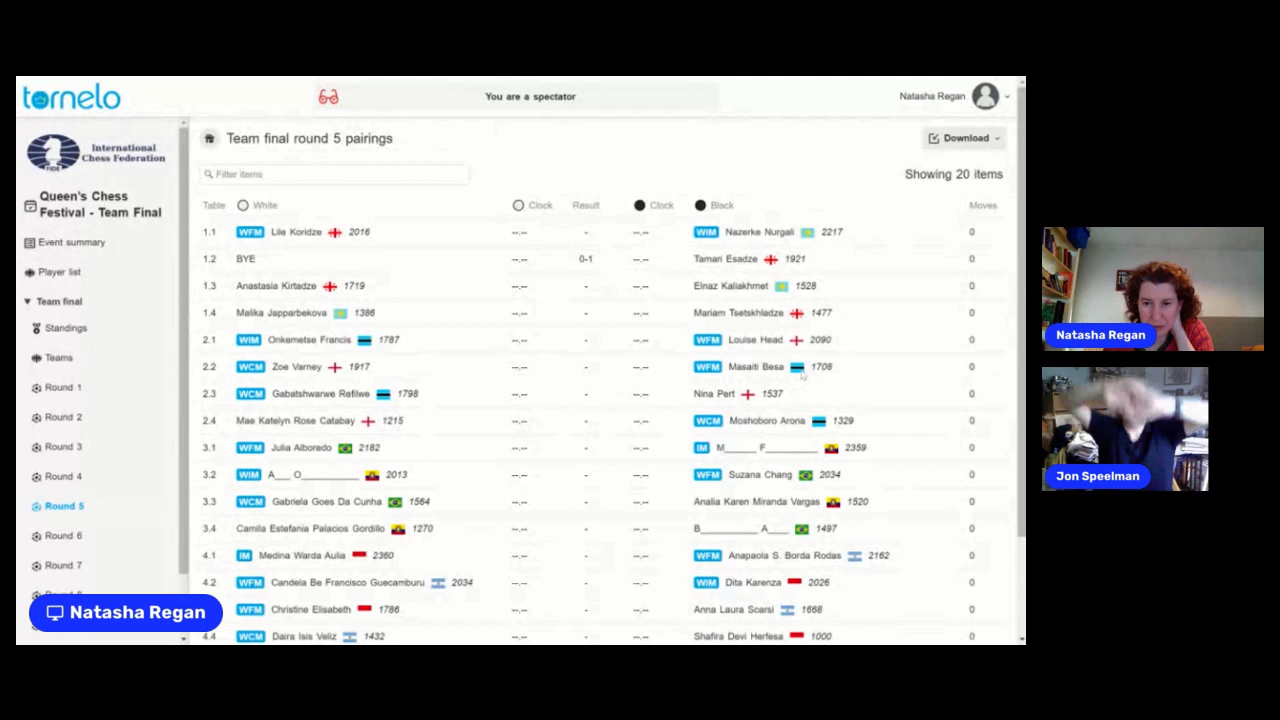 tornelo
You are a spectator
Natasha Regan
International
Chess Federation
FIDE
Queen's Chess
Festival - Team Final
Event summary
Player list
Team final
Standings
Teams
Round 1
Round 2
Round 3
Round 4
Round 5
Round 6
Round 7
Team final round 5 pairings
Download
Filter items
Showing 20 items
Table White Clock Result Clock Black Moves
1.1 WFM Lile Koridze 2016 --.-- - --.-- WIM Nazerke Nurgali 2217 0
1.2 BYE --.-- 0-1 --.-- Tamari Esadze 1921 0
1.3 Anastasia Kirtadze 1719 --.-- - --.-- Elnaz Kaliakhmet 1528 0
1.4 Malika Japparbekova 1386 --.-- - --.-- Mariam Tsetskhladze 1477 0
2.1 WIM Onkemetse Francis 1787 --.-- - --.-- WFM Louise Head 2090 0
2.2 WCM Zoe Varney 1917 --.-- - --.-- WFM Masaiti Besa 1708 0
2.3 WCM Gabatshwarwe Refilwe 1798 --.-- - --.-- Nina Pert 1537 0
2.4 Mae Katelyn Rose Catabay 1215 --.-- - --.-- WCM Moshoboro Arona 1329 0
3.1 WFM Julia Alboredo 2182 --.-- - --.-- IM M______ F__________ 2359 0
3.2 WIM A___ O___________ 2013 --.-- - --.-- WFM Suzana Chang 2034 0
3.3 WCM Gabriela Goes Da Cunha 1564 --.-- - --.-- Analia Karen Miranda Vargas 1520 0
3.4 Camila Estefania Palacios Gordillo 1270 --.-- - --.-- B___________ A____ 1497 0
4.1 IM Medina Warda Aulia 2360 --.-- - --.-- WFM Anapaola S. Borda Rodas 2162 0
4.2 WFM Candela Be Francisco Guecamburu 2034 --.-- - --.-- WIM Dita Karenza 2026 0
WFM Christine Elisabeth 1786 --.-- - --.-- Anna Laura Scarsi 1668 0
4.4 WCM Daira Isis Veliz 1432 --.-- - --.-- Shafira Devi Herfesa 1000 0
Natasha Regan
Natasha Regan
Jon Speelman